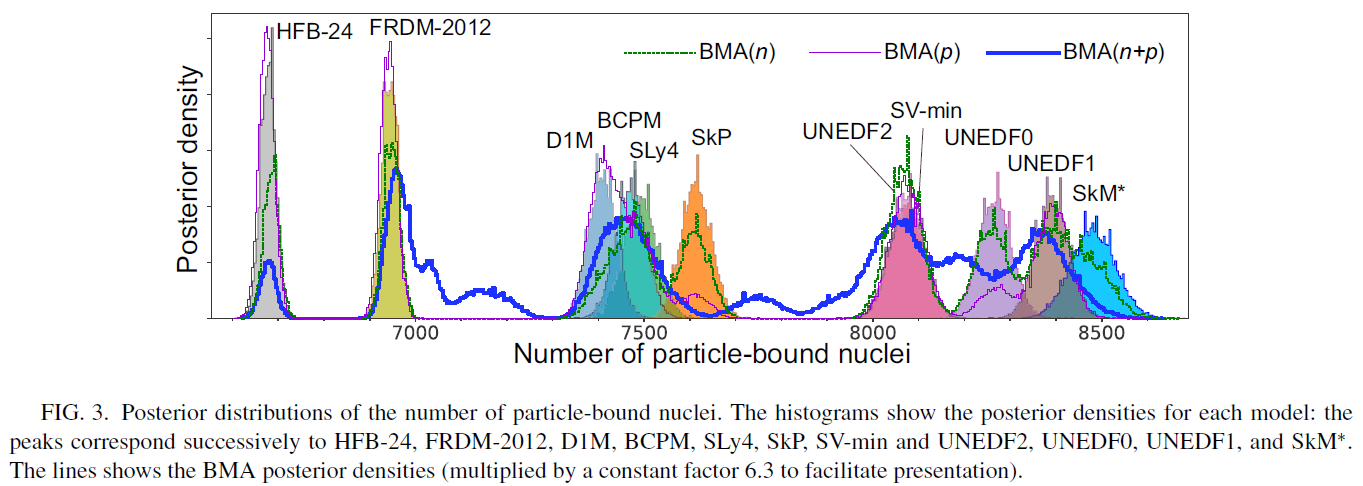 HFB-24
FRDM-2012
BMA(n)
BMA(p)
BMA(n+p)
Posterior density
D1M
BCPM
SLy4
SkP
UNEDF2
SV-min
UNEDF0
UNEDF1
SkM*
7000
7500
8000
8500
Number of particle-bound nuclei
FIG. 3. Posterior distributions of the number of particle-bound nuclei. The histograms show the posterior densities for each model: the
peaks correspond successively to HFB-24, FRDM-2012, D1M, BCPM, SLy4, SkP, SV-min and UNEDF2, UNEDF0, UNEDF1, and SkM*.
The lines shows the BMA posterior densities (multiplied by a constant factor 6.3 to facilitate presentation).